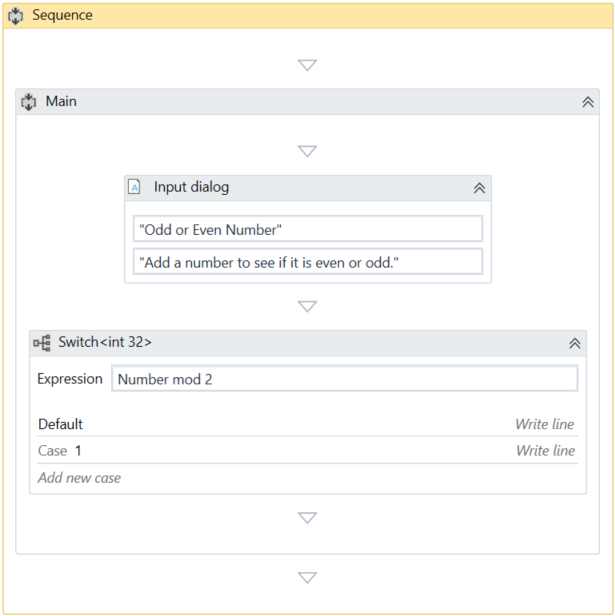 Sequence
Main
Input dialog
"Odd or Even Number"
"Add a number to see if it is even or odd."
Switch<int 32>
Expression Number mod 2
Default Write line
Case 1 Write line
Add new case